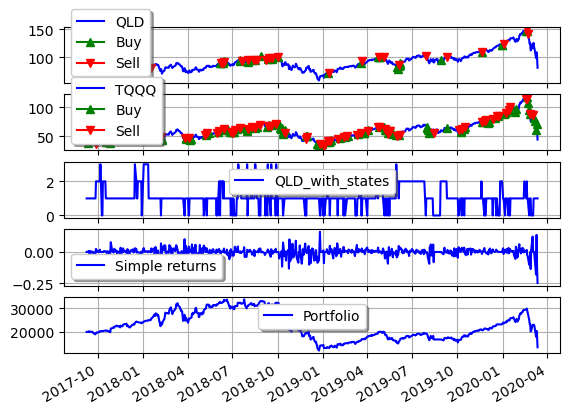 QLD
Buy
Sell
150
100
TQQQ
Buy
Sell
100
50
QLD_with_states
2
0
0.00
−0.25
Simple returns
30000
20000
Portfolio
2017-10
2018-01
2018-04
2018-07
2018-10
2019-01
2019-04
2019-07
2019-10
2020-01
2020-04